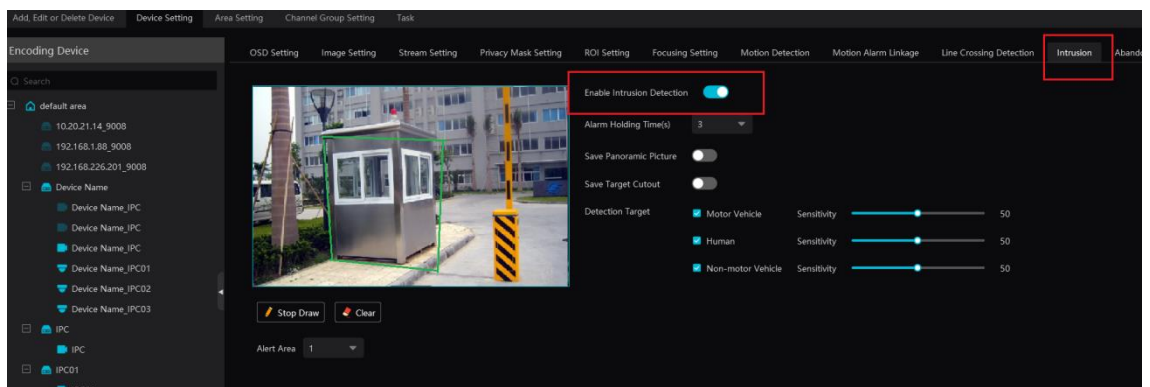 Add, Edit or Delete Device Device Setting Area Setting Channel Group Setting Task
Encoding Device
OSD Setting Image Setting Stream Setting Privacy Mask Setting ROI Setting Focusing Setting Motion Detection Motion Alarm Linkage Line Crossing Detection Intrusion
Search
default area
10.20.21.14_9008
192.168.1.88_9008
192.168.226.201_9008
Device Name
Device Name_IPC
Device Name_IPC
Device Name_IPC
Device Name_IPC01
Device Name_IPC02
Device Name_IPC03
IPC
IPC
IPC01
Enable Intrusion Detection
Alarm Holding Time(s) 3
Save Panoramic Picture
Save Target Cutout
Detection Target Motor Vehicle Sensitivity 50
Human Sensitivity 50
Non-motor Vehicle Sensitivity 50
Stop Draw Clear
Alert Area 1